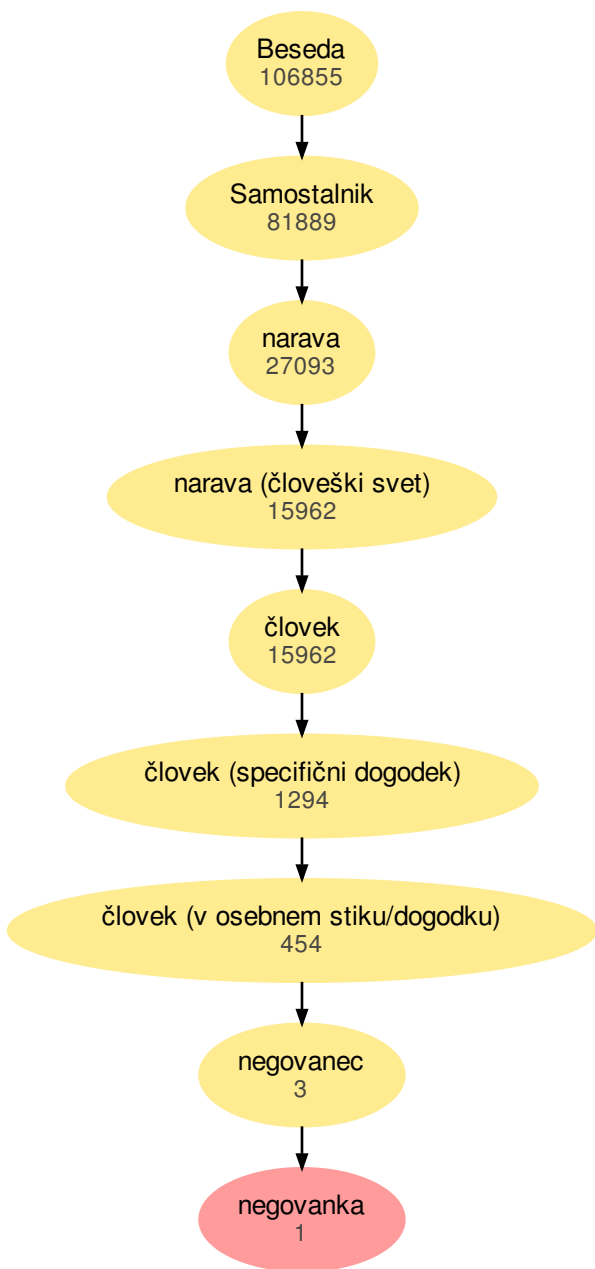 Beseda
106855
Samostalnik
81889
narava
27093
narava (človeški svet)
15962
človek
15962
človek (specifični dogodek)
1294
človek (v osebnem stiku/dogodku)
454
negovanec
3
negovanka
1